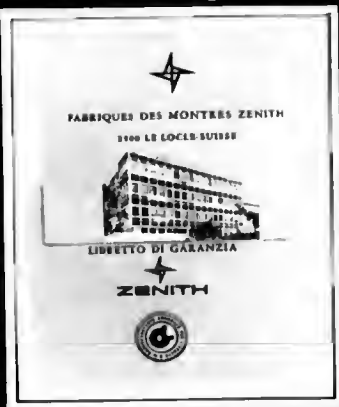 FABRIQUES DES MONTRES ZENITH
2400 LE LOCLE-SUISSE
LIBRETTO DI GARANZIA
ZENITH